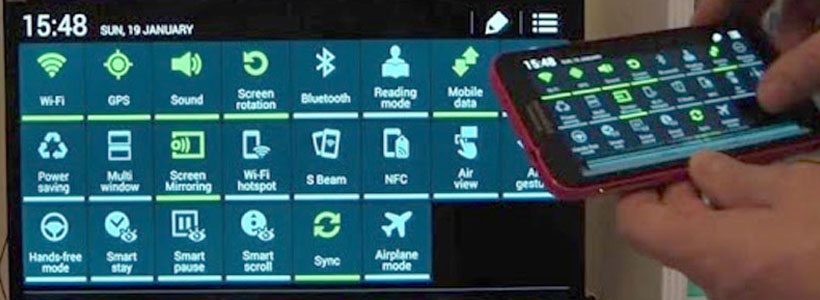 15:48 SUN, 19 JANUARY
Wi-Fi GPS Sound Screen rotation Bluetooth Reading mode Mobile data
Power saving Multi window Screen Mirroring Wi-Fi hotspot S Beam NFC Air view
Hands-free mode Smart stay Smart pause Smart scroll Sync Airplane mode
15:48